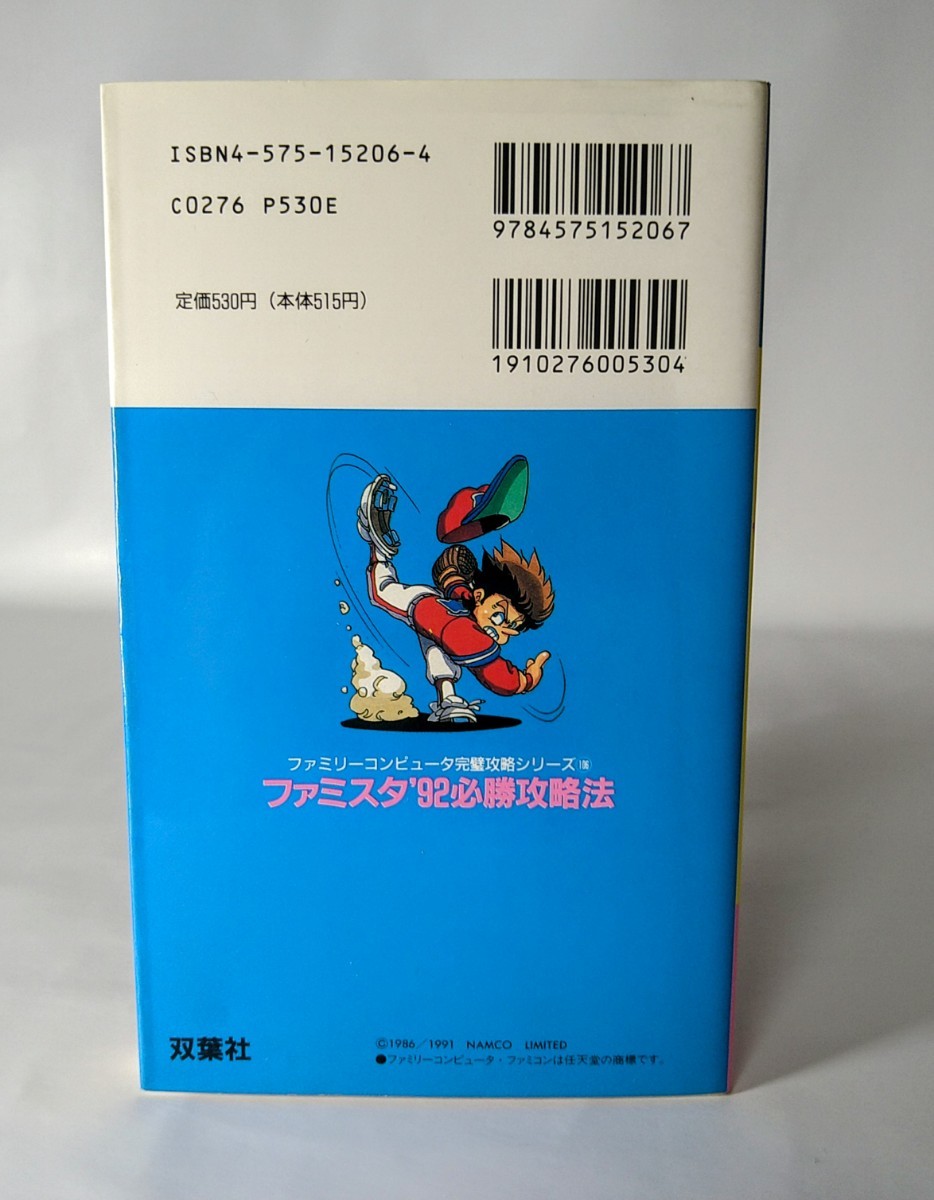 ISBN4-575-15206-4
C0276 P530E
9784575152067
定価530円（本体515円）
1910276005304
ファミリーコンピュータ完璧攻略シリーズ
ファミスタ'92必勝攻略法
双葉社
©1986/1991 NAMCO LIMITED
●ファミリーコンピュータ・ファミコンは任天堂の商標です。